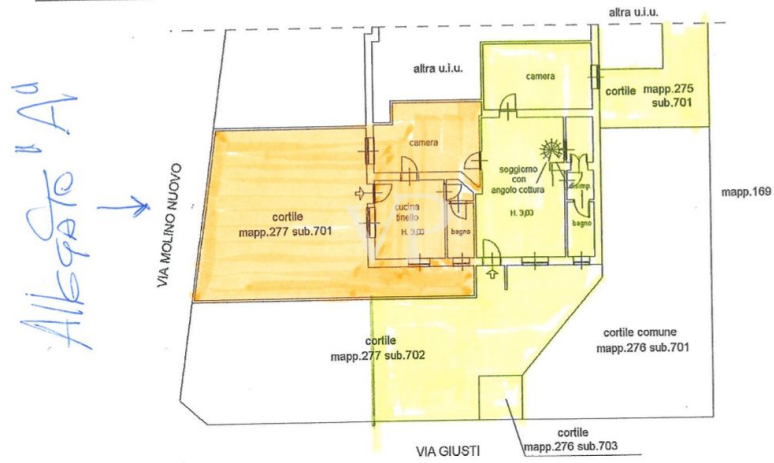 altra u.i.u.
altra u.i.u.
camera
cortile mapp.275
sub.701
Allegato "A"
camera
soggiorno
con
angolo cottura
H. 3,00
disimp.
bagno
mapp.169
VIA MOLINO NUOVO
cortile
mapp.277 sub.701
cucina
tinello
H. 3,00
bagno
cortile
mapp.277 sub.702
cortile comune
mapp.276 sub.701
cortile
mapp.276 sub.703
VIA GIUSTI